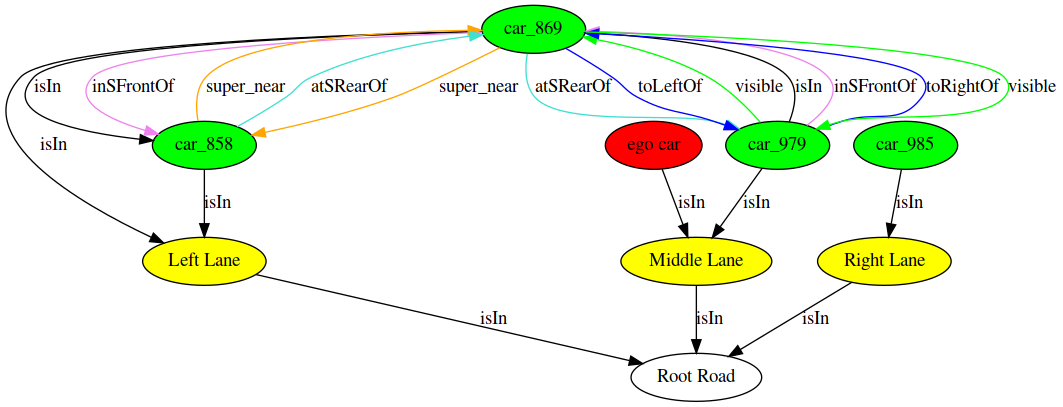 car_869
isIn inSFrontOf super_near atSRearOf super_near atSRearOf toLeftOf visible isIn inSFrontOf toRightOf visible
isIn car_858 ego car car_979 car_985
isIn isIn isIn isIn
Left Lane Middle Lane Right Lane
isIn isIn isIn
Root Road